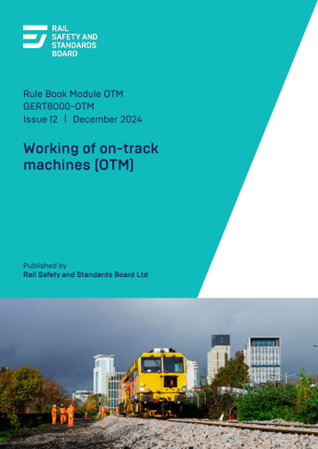 RAIL
SAFETY AND
STANDARDS
BOARD
Rule Book Module OTM
GERT8000-OTM
Issue 12 | December 2024
Working of on-track
machines (OTM)
Published by
Rail Safety and Standards Board Ltd